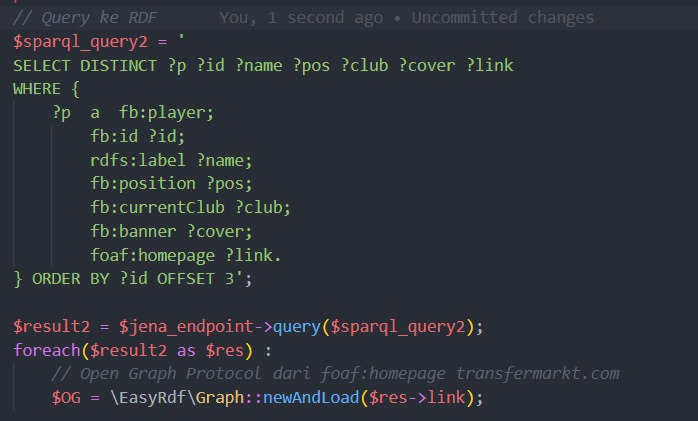 // Query ke RDF You, 1 second ago • Uncommitted changes
$sparql_query2 = '
SELECT DISTINCT ?p ?id ?name ?pos ?club ?cover ?link
WHERE {
    ?p  a  fb:player;
        fb:id ?id;
        rdfs:label ?name;
        fb:position ?pos;
        fb:currentClub ?club;
        fb:banner ?cover;
        foaf:homepage ?link.
} ORDER BY ?id OFFSET 3';
$result2 = $jena_endpoint->query($sparql_query2);
foreach($result2 as $res) :
    // Open Graph Protocol dari foaf:homepage transfermarkt.com
    $OG = \EasyRdf\Graph::newAndLoad($res->link);